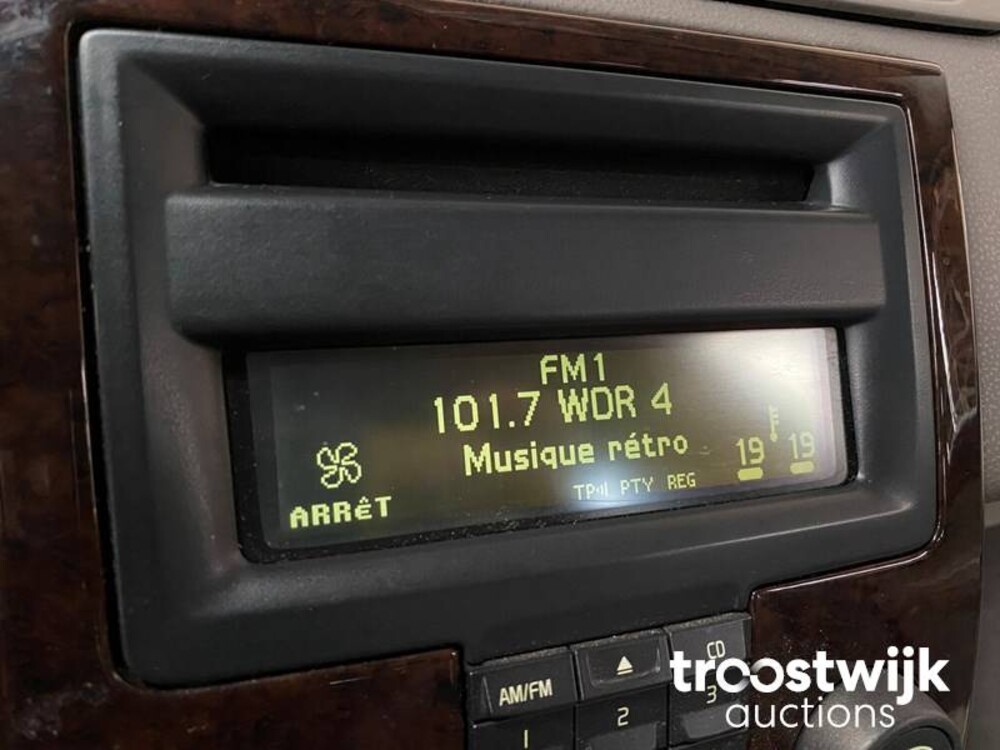 FM1
101.7 WDR 4
Musique rétro
19 19
TP PTY REG
ARRêT
CD
AM/FM
3
2
1
troostwijk
auctions